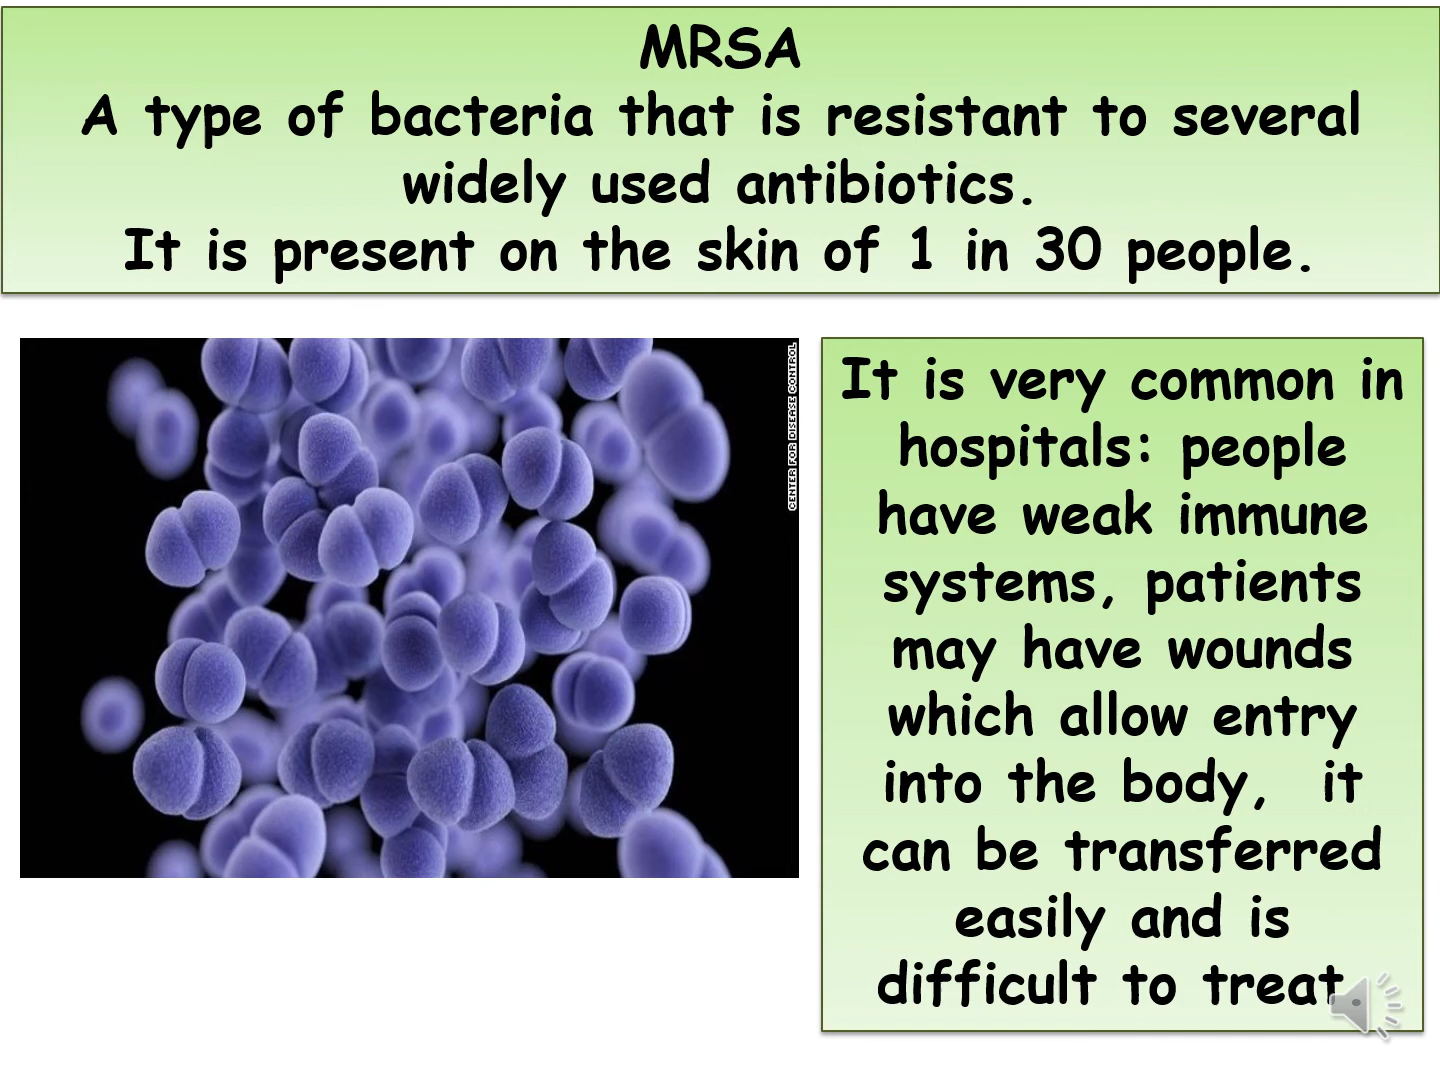 MRSA
A type of bacteria that is resistant to several
widely used antibiotics.
It is present on the skin of 1 in 30 people.
CENTER FOR DISEASE CONTROL
It is very common in
hospitals: people
have weak immune
systems, patients
may have wounds
which allow entry
into the body,  it
can be transferred
easily and is
difficult to treat